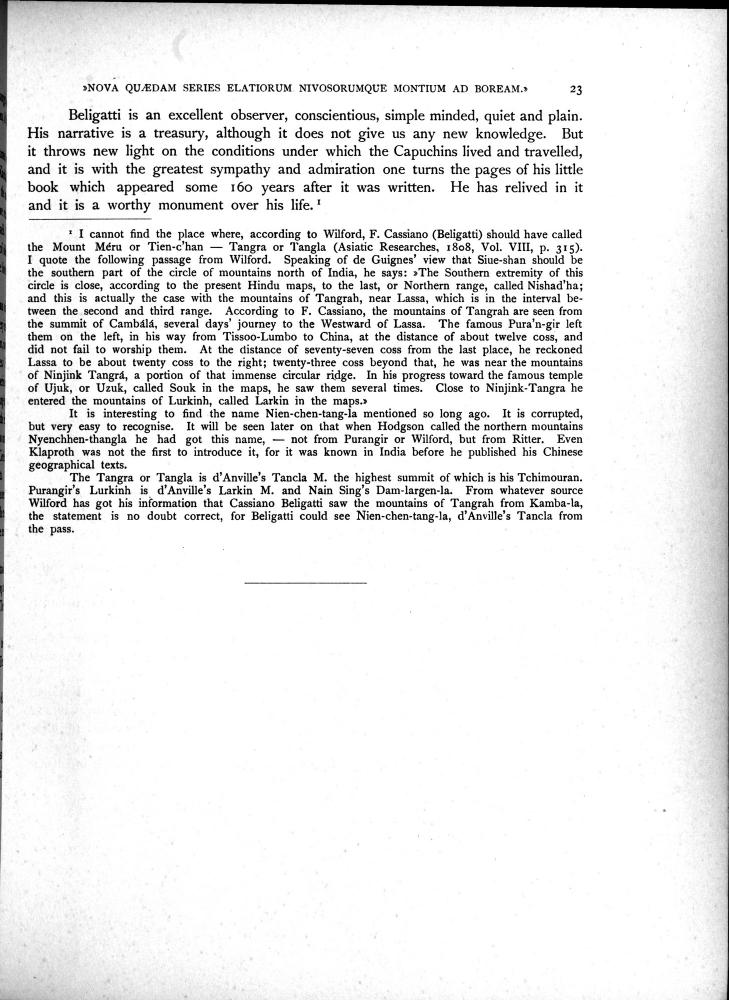 »NOVA QUÆDAM SERIES ELATIORUM NIVOSORUMQUE MONTIUM AD BOREAM.» 23
Beligatti is an excellent observer, conscientious, simple minded, quiet and plain.
His narrative is a treasury, although it does not give us any new knowledge. But
it throws new light on the conditions under which the Capuchins lived and travelled,
and it is with the greatest sympathy and admiration one turns the pages of his little
book which appeared some 160 years after it was written. He has relived in it
and it is a worthy monument over his life. ¹
¹ I cannot find the place where, according to Wilford, F. Cassiano (Beligatti) should have called
the Mount Méru or Tien-c'han — Tangra or Tangla (Asiatic Researches, 1808, Vol. VIII, p. 315).
I quote the following passage from Wilford. Speaking of de Guignes' view that Siue-shan should be
the southern part of the circle of mountains north of India, he says: »The Southern extremity of this
circle is close, according to the present Hindu maps, to the last, or Northern range, called Nishad'ha;
and this is actually the case with the mountains of Tangrah, near Lassa, which is in the interval be-
tween the second and third range. According to F. Cassiano, the mountains of Tangrah are seen from
the summit of Cambálá, several days' journey to the Westward of Lassa. The famous Pura'n-gir left
them on the left, in his way from Tissoo-Lumbo to China, at the distance of about twelve coss, and
did not fail to worship them. At the distance of seventy-seven coss from the last place, he reckoned
Lassa to be about twenty coss to the right; twenty-three coss beyond that, he was near the mountains
of Ninjink Tangrá, a portion of that immense circular ridge. In his progress toward the famous temple
of Ujuk, or Uzuk, called Souk in the maps, he saw them several times. Close to Ninjink-Tangra he
entered the mountains of Lurkinh, called Larkin in the maps.»
It is interesting to find the name Nien-chen-tang-la mentioned so long ago. It is corrupted,
but very easy to recognise. It will be seen later on that when Hodgson called the northern mountains
Nyenchhen-thangla he had got this name, — not from Purangir or Wilford, but from Ritter. Even
Klaproth was not the first to introduce it, for it was known in India before he published his Chinese
geographical texts.
The Tangra or Tangla is d'Anville's Tancla M. the highest summit of which is his Tchimouran.
Purangir's Lurkinh is d'Anville's Larkin M. and Nain Sing's Dam-largen-la. From whatever source
Wilford has got his information that Cassiano Beligatti saw the mountains of Tangrah from Kamba-la,
the statement is no doubt correct, for Beligatti could see Nien-chen-tang-la, d'Anville's Tancla from
the pass.